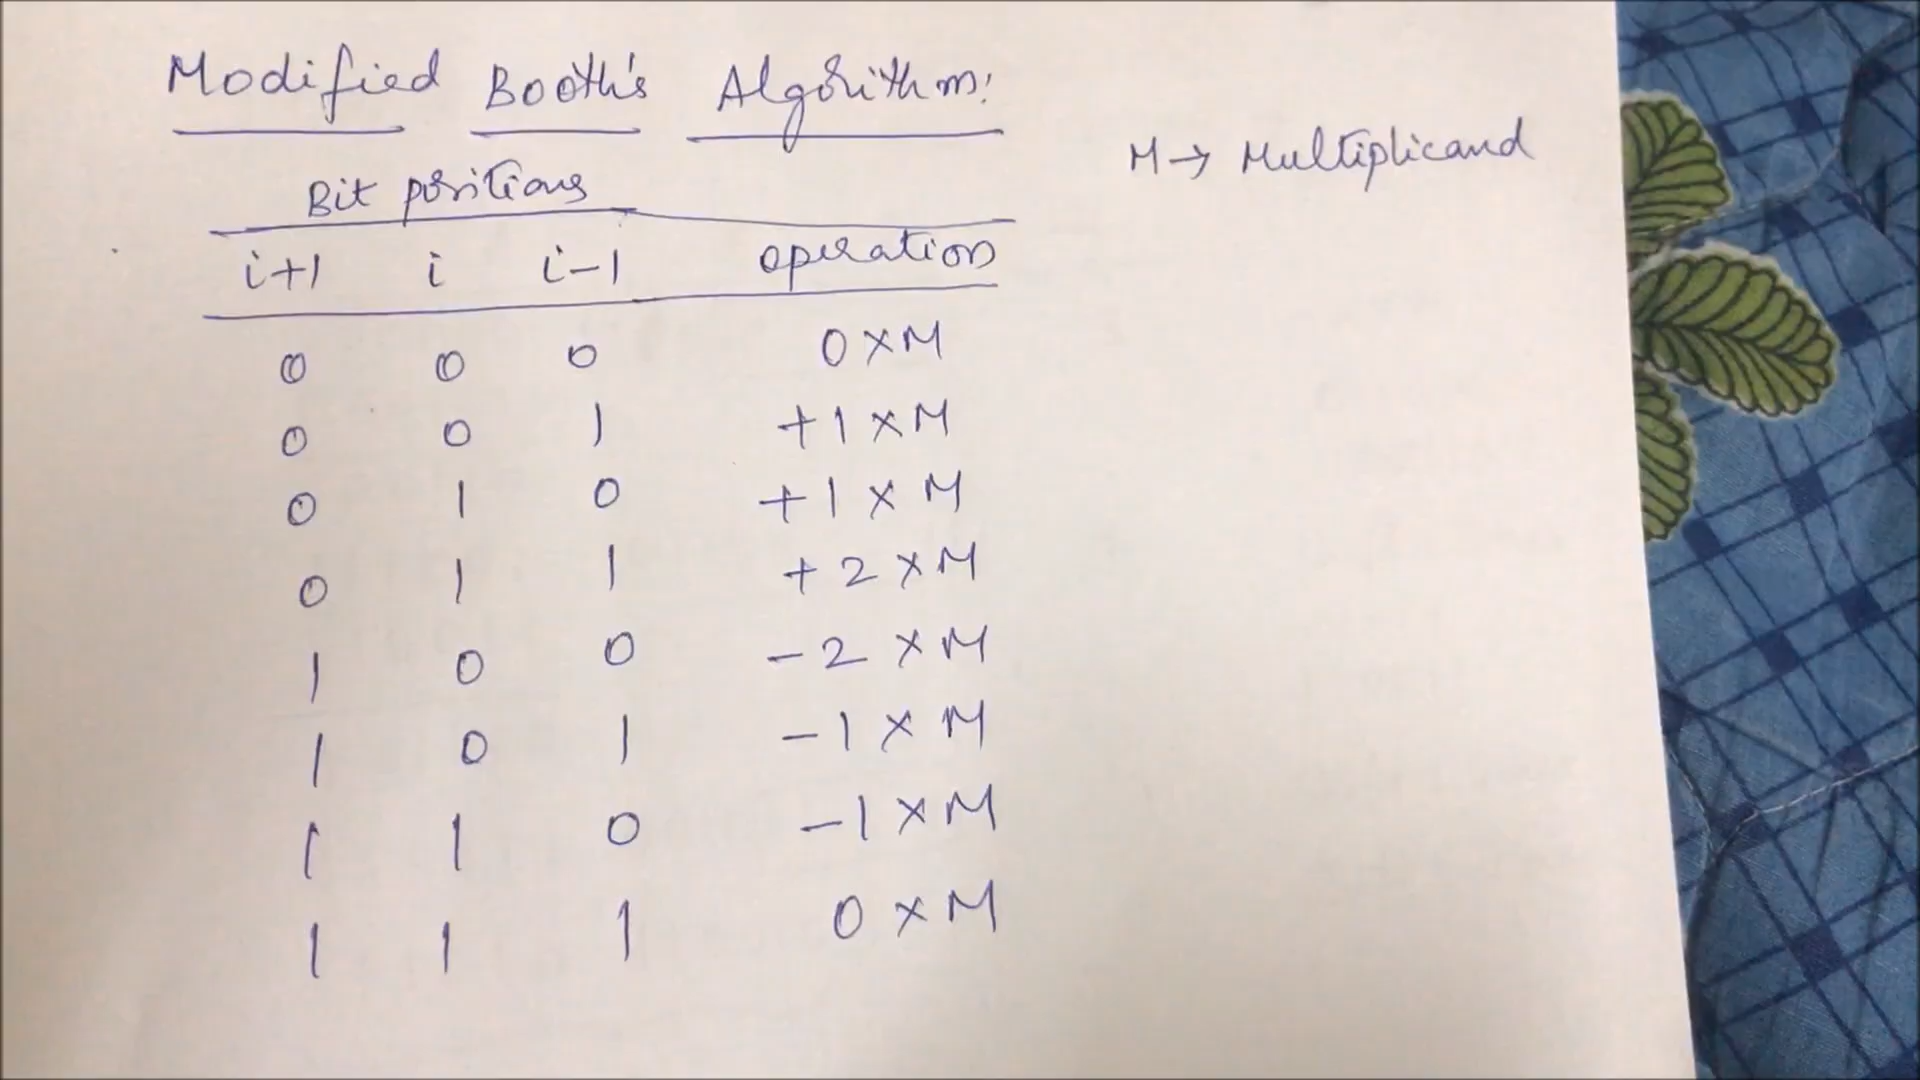 Modified Booth's Algorithm:
M → Multiplicand
Bit positions
i+1 i i-1 operation
0 0 0 0 × M
0 0 1 +1 × M
0 1 0 +1 × M
0 1 1 +2 × M
1 0 0 -2 × M
1 0 1 -1 × M
1 1 0 -1 × M
1 1 1 0 × M